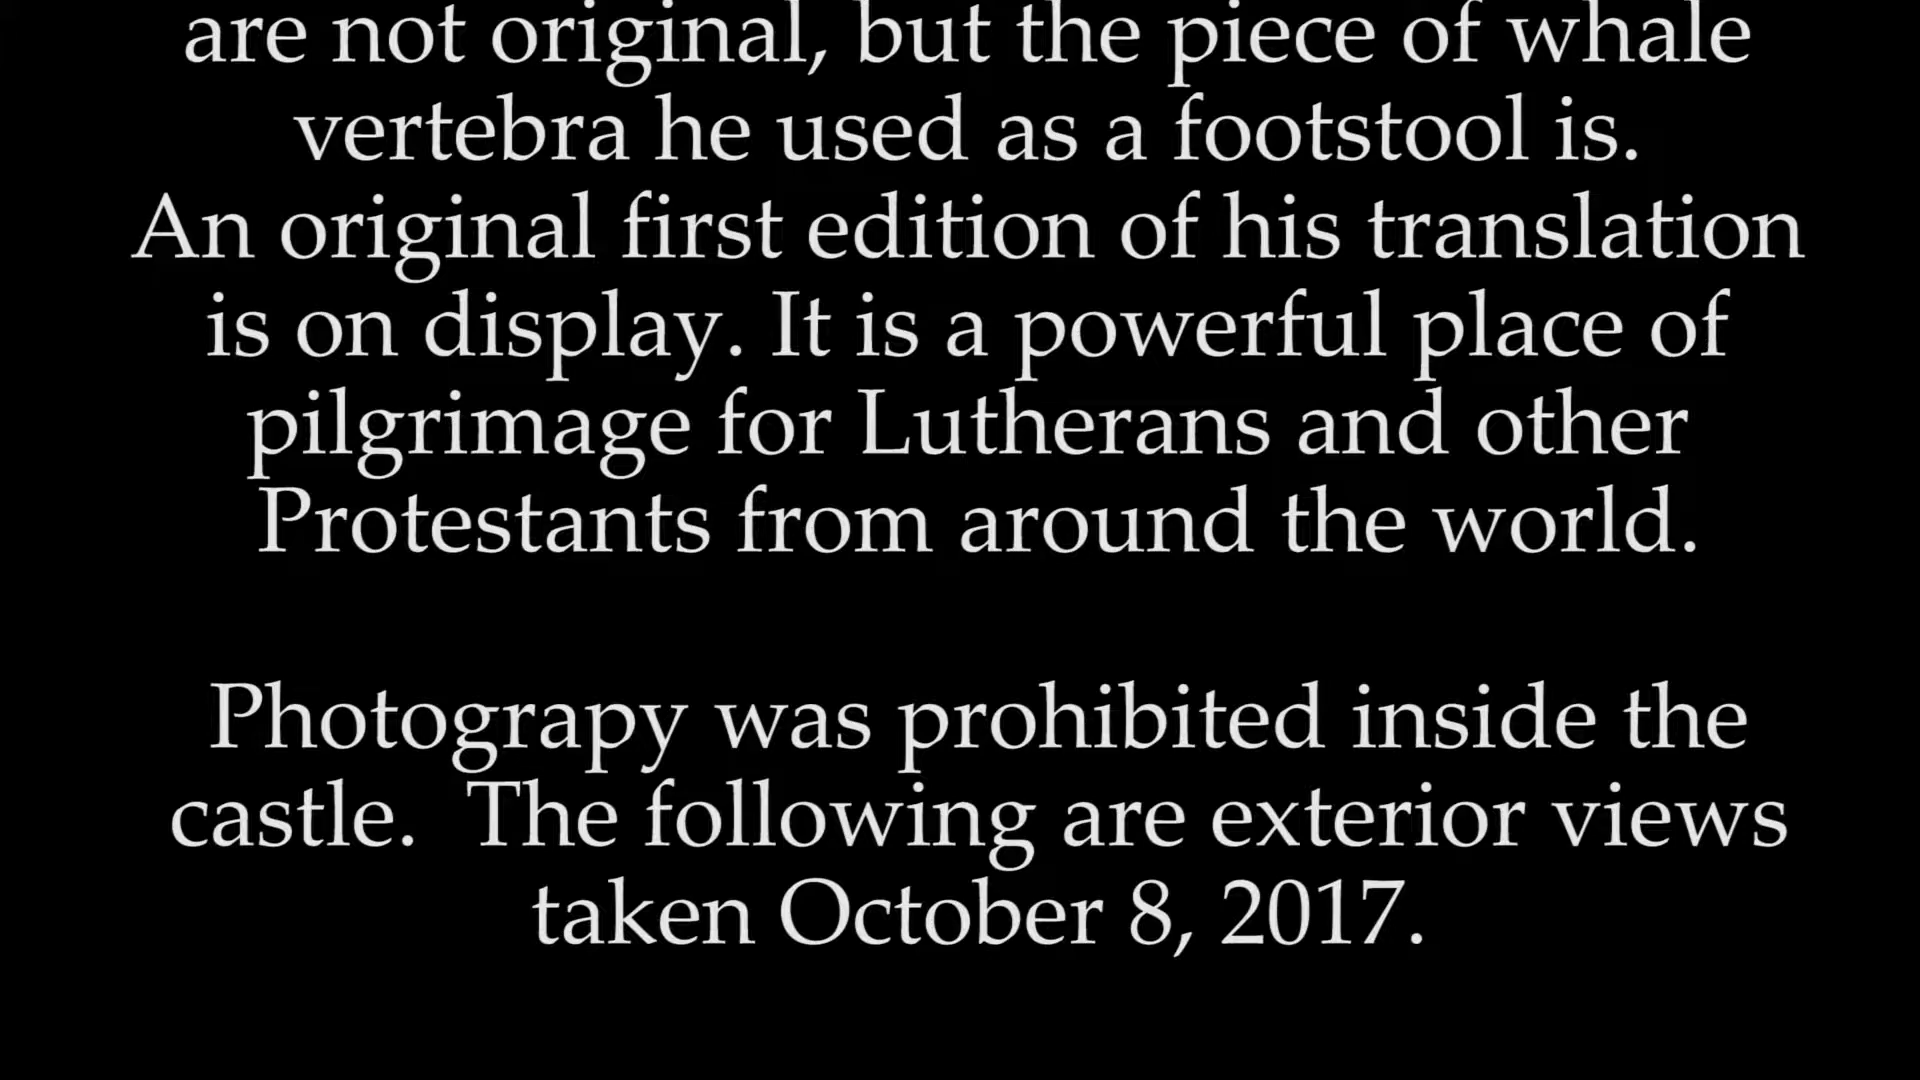 are not original, but the piece of whale
vertebra he used as a footstool is.
An original first edition of his translation
is on display. It is a powerful place of
pilgrimage for Lutherans and other
Protestants from around the world.
Photograpy was prohibited inside the
castle.  The following are exterior views
taken October 8, 2017.